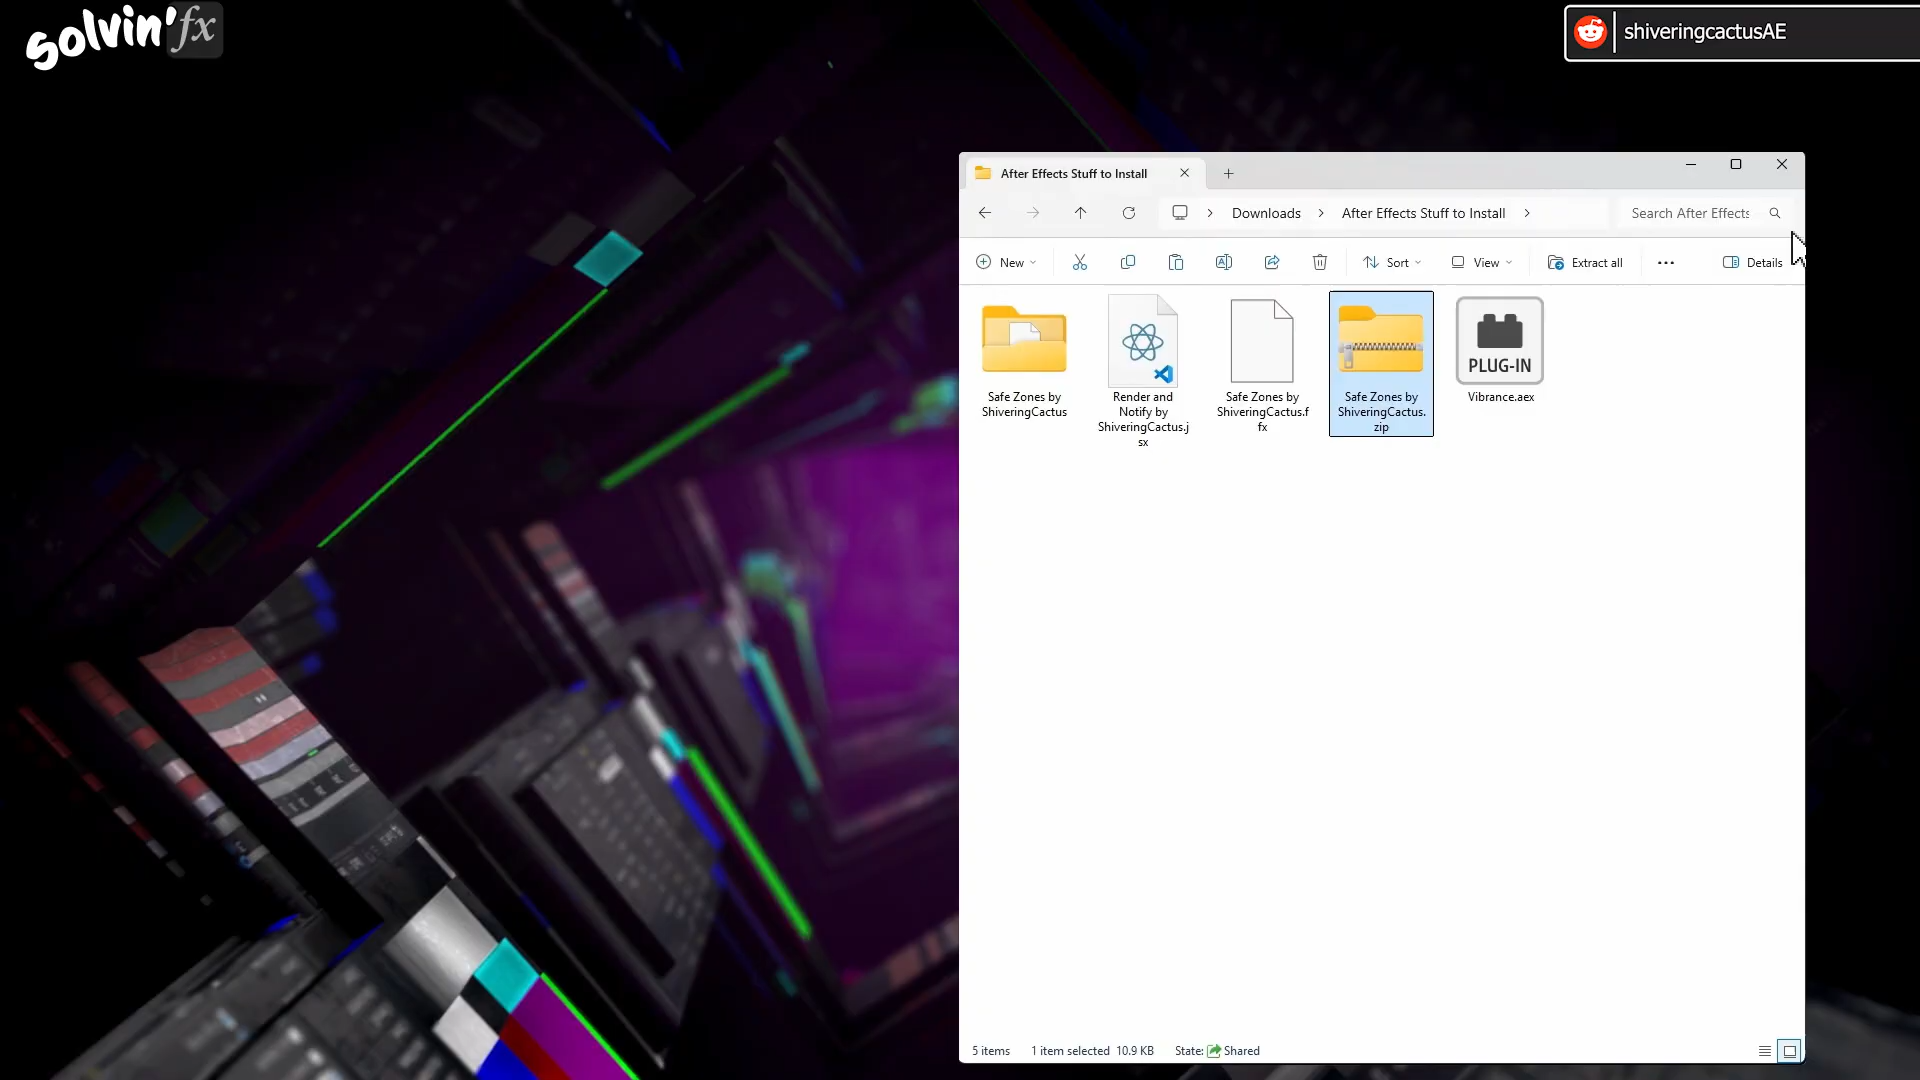 solvin'fx
shiveringcactusAE
After Effects Stuff to Install
Downloads
After Effects Stuff to Install
Search After Effects
New
Sort
View
Extract all
Details
Safe Zones by
ShiveringCactus
Render and
Notify by
ShiveringCactus.j
sx
Safe Zones by
ShiveringCactus.f
fx
Safe Zones by
ShiveringCactus.
zip
PLUG-IN
Vibrance.aex
5 items
1 item selected 10.9 KB
State: Shared